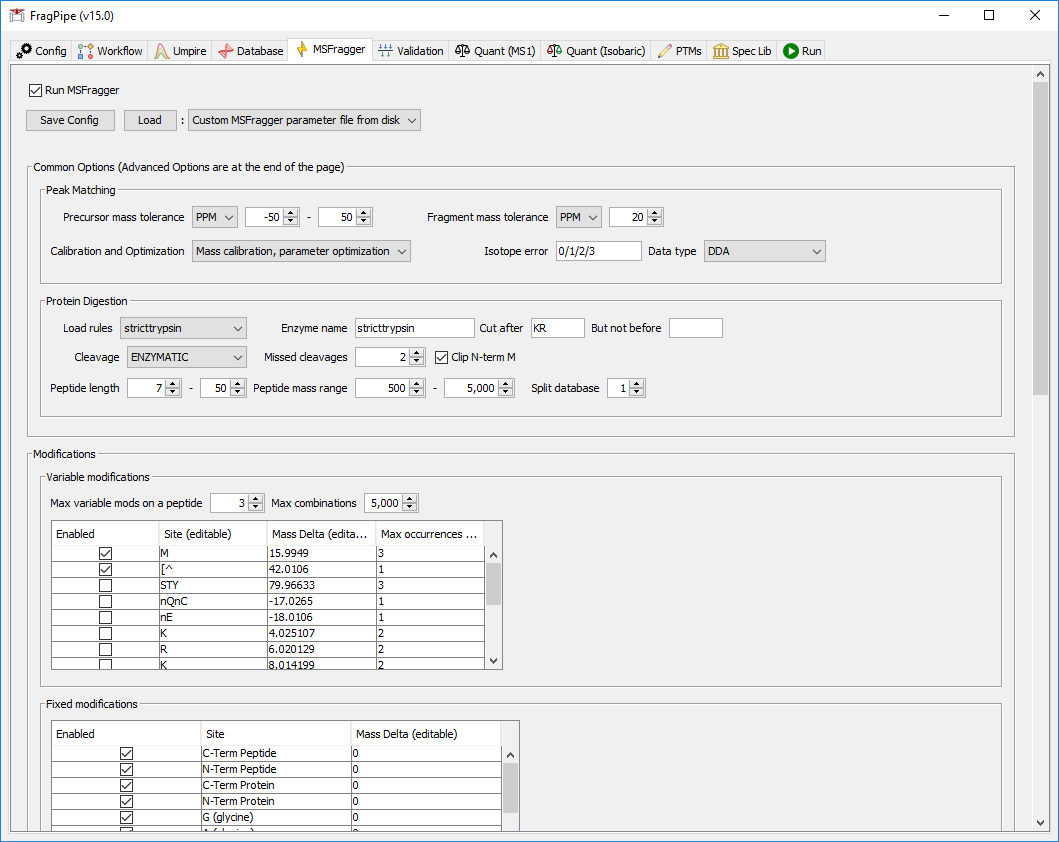 FragPipe (v15.0)
Config Workflow Umpire Database MSFragger Validation Quant (MS1) Quant (Isobaric) PTMs Spec Lib Run
Run MSFragger
Save Config Load : Custom MSFragger parameter file from disk
Common Options (Advanced Options are at the end of the page)
Peak Matching
Precursor mass tolerance PPM -50 - 50 Fragment mass tolerance PPM 20
Calibration and Optimization Mass calibration, parameter optimization Isotope error 0/1/2/3 Data type DDA
Protein Digestion
Load rules stricttrypsin Enzyme name stricttrypsin Cut after KR But not before
Cleavage ENZYMATIC Missed cleavages 2 Clip N-term M
Peptide length 7 - 50 Peptide mass range 500 - 5,000 Split database 1
Modifications
Variable modifications
Max variable mods on a peptide 3 Max combinations 5,000
Enabled Site (editable) Mass Delta (edita... Max occurrences ...
M 15.9949 3
[^ 42.0106 1
STY 79.96633 3
nQnC -17.0265 1
nE -18.0106 1
K 4.025107 2
R 6.020129 2
K 8.014199 2
Fixed modifications
Enabled Site Mass Delta (editable)
C-Term Peptide 0
N-Term Peptide 0
C-Term Protein 0
N-Term Protein 0
G (glycine) 0